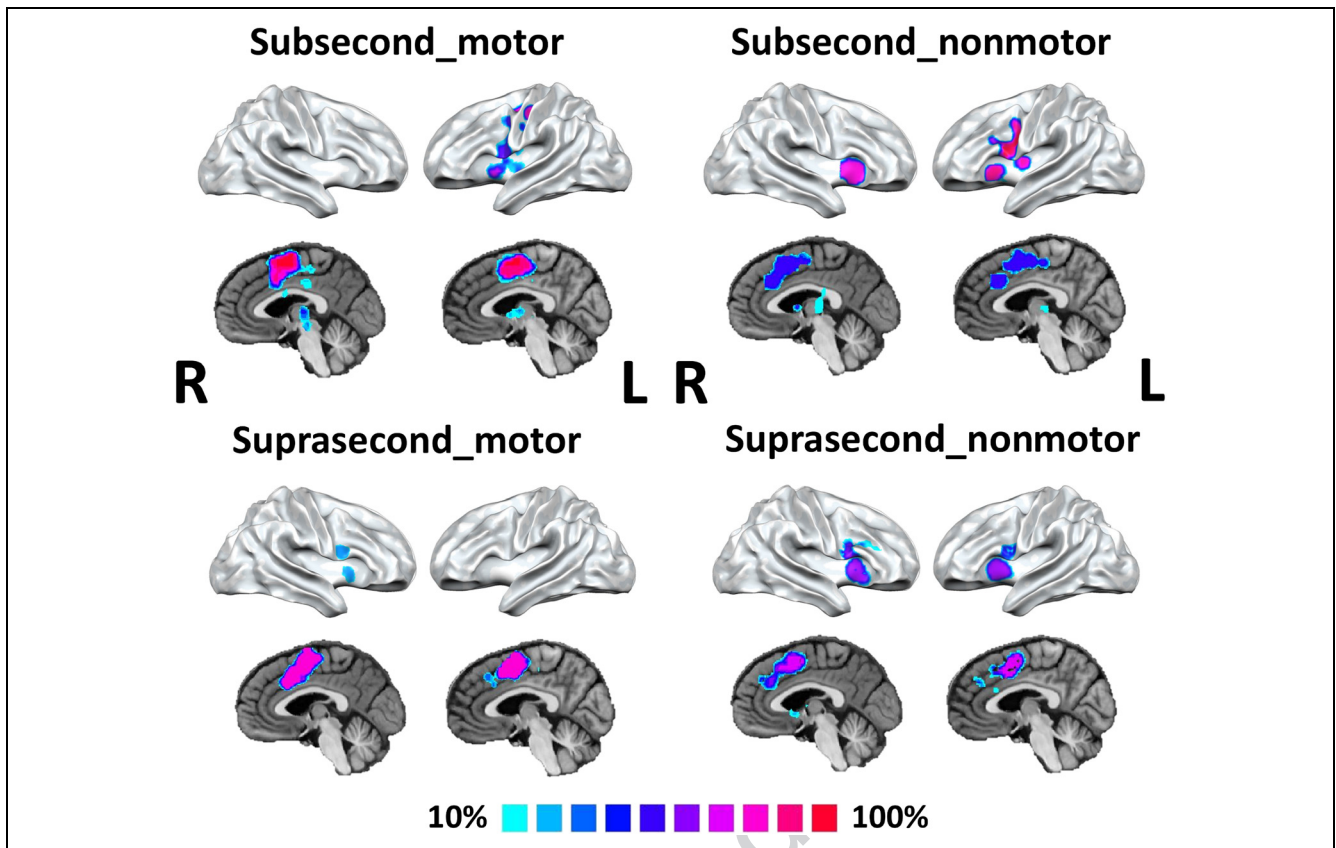 Subsecond_motor
Subsecond_nonmotor
R
L
R
L
Suprasecond_motor
Suprasecond_nonmotor
10%
100%